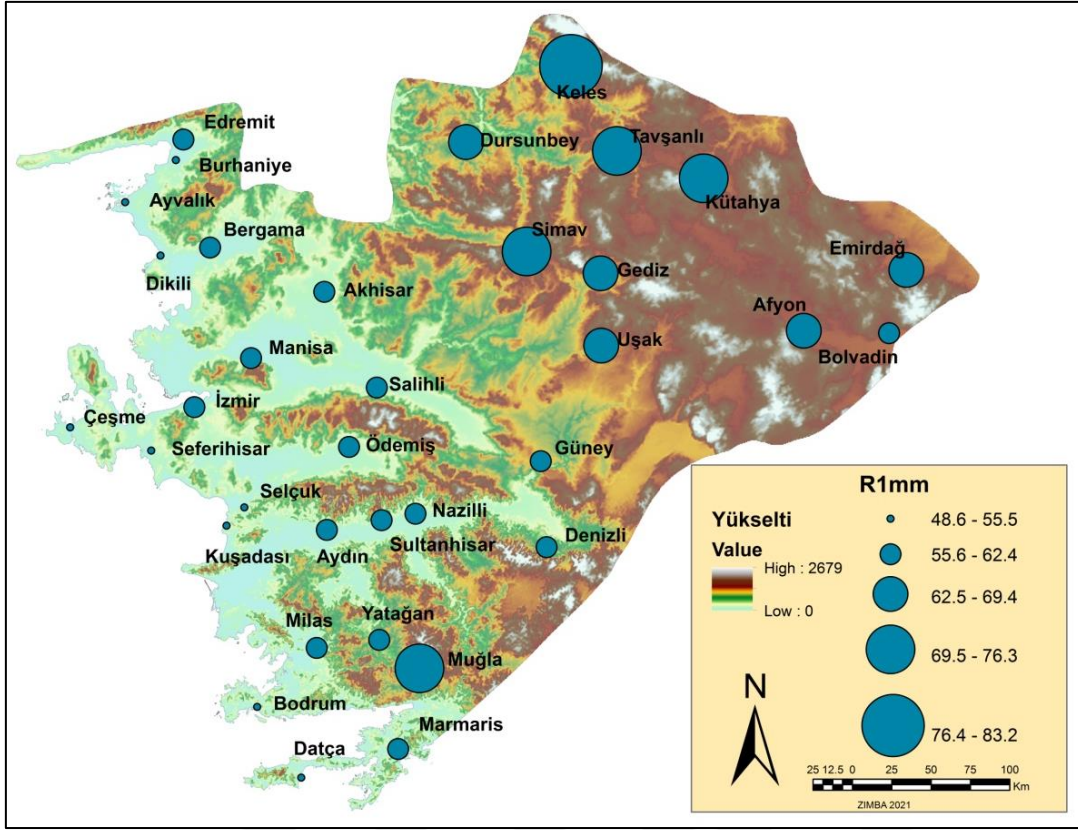 Keles
Edremit
Dursunbey
Tavşanlı
Burhaniye
Kütahya
Ayvalık
Bergama
Simav
Emirdağ
Dikili
Gediz
Akhisar
Afyon
Uşak
Bolvadin
Manisa
Salihli
İzmir
Çeşme
Seferihisar
Ödemiş
Güney
Selçuk
Nazilli
Kuşadası
Aydın
Sultanhisar
Denizli
Milas
Yatağan
Muğla
Bodrum
Marmaris
Datça
R1mm
Yükselti
Value
High : 2679
Low : 0
48.6 - 55.5
55.6 - 62.4
62.5 - 69.4
69.5 - 76.3
76.4 - 83.2
N
25 12.5 0 25 50 75 100
Km
ZIMBA 2021